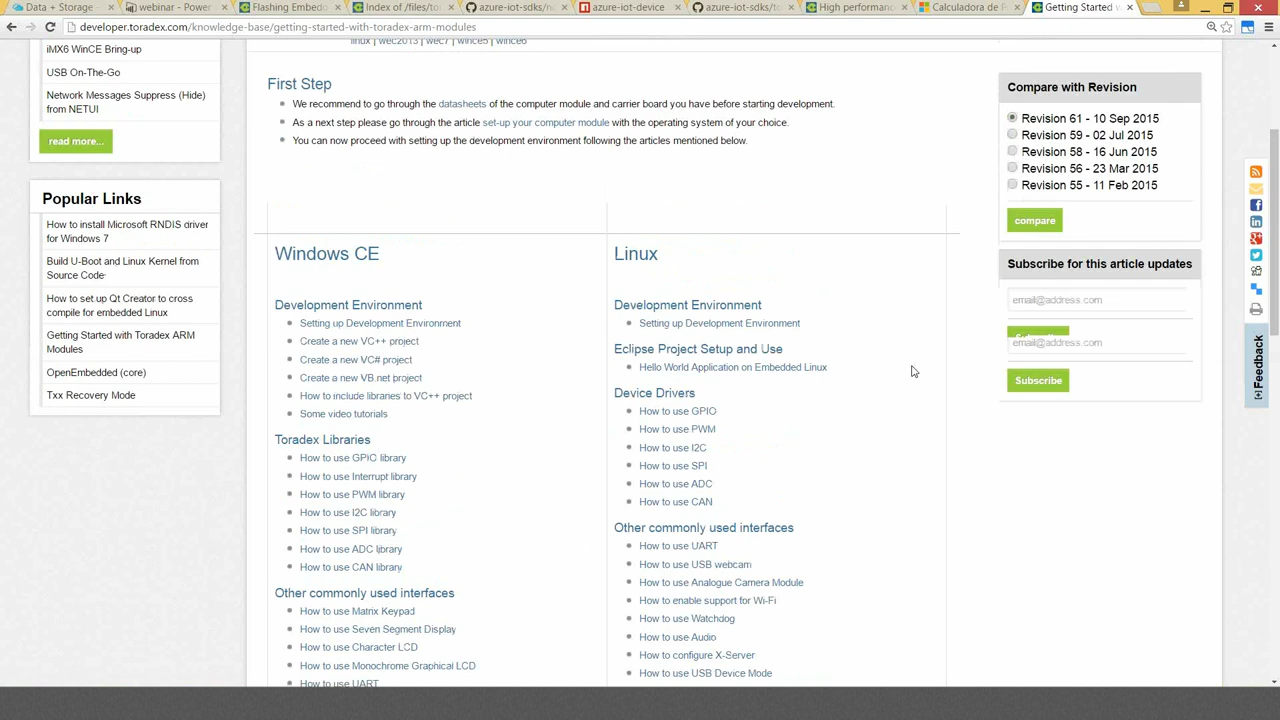 Data + Storage
webinar - Power
Flashing Embedd
Index of /files/to
azure-iot-sdks/n
azure-iot-device
azure-iot-sdks/to
High performanc
Calculadora de P
Getting Started w
developer.toradex.com/knowledge-base/getting-started-with-toradex-arm-modules
iMX6 WinCE Bring-up
USB On-The-Go
Network Messages Suppress (Hide)
from NETUI
read more...
Popular Links
How to install Microsoft RNDIS driver
for Windows 7
Build U-Boot and Linux Kernel from
Source Code
How to set up Qt Creator to cross
compile for embedded Linux
Getting Started with Toradex ARM
Modules
OpenEmbedded (core)
Txx Recovery Mode
linux | wec2013 | wec7 | wince5 | wince6
First Step
We recommend to go through the datasheets of the computer module and carrier board you have before starting development.
As a next step please go through the article set-up your computer module with the operating system of your choice.
You can now proceed with setting up the development environment following the articles mentioned below.
Windows CE
Development Environment
Setting up Development Environment
Create a new VC++ project
Create a new VC# project
Create a new VB.net project
How to include libraries to VC++ project
Some video tutorials
Toradex Libraries
How to use GPIO library
How to use Interrupt library
How to use PWM library
How to use I2C library
How to use SPI library
How to use ADC library
How to use CAN library
Other commonly used interfaces
How to use Matrix Keypad
How to use Seven Segment Display
How to use Character LCD
How to use Monochrome Graphical LCD
How to use UART
Linux
Development Environment
Setting up Development Environment
Eclipse Project Setup and Use
Hello World Application on Embedded Linux
Device Drivers
How to use GPIO
How to use PWM
How to use I2C
How to use SPI
How to use ADC
How to use CAN
Other commonly used interfaces
How to use UART
How to use USB webcam
How to use Analogue Camera Module
How to enable support for Wi-Fi
How to use Watchdog
How to use Audio
How to configure X-Server
How to use USB Device Mode
Compare with Revision
Revision 61 - 10 Sep 2015
Revision 59 - 02 Jul 2015
Revision 58 - 16 Jun 2015
Revision 56 - 23 Mar 2015
Revision 55 - 11 Feb 2015
compare
Subscribe for this article updates
email@address.com
email@address.com
Subscribe
[+]Feedback